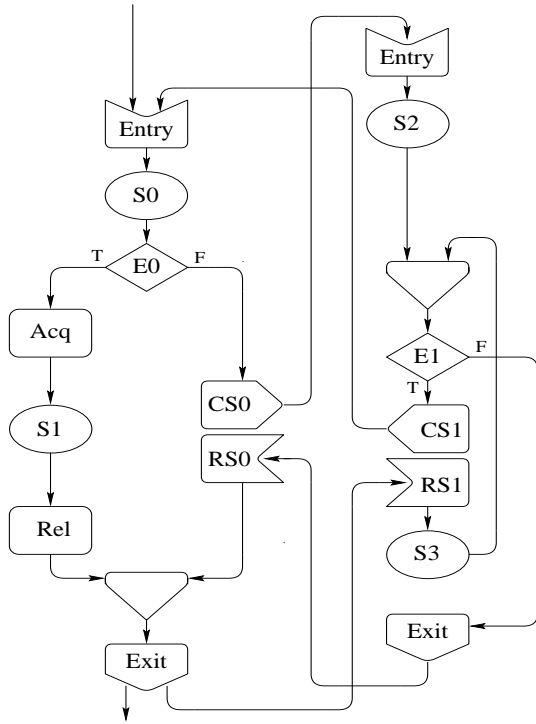 Entry
S0
T
E0
F
Acq
S1
Rel
CS0
RS0
Exit
Entry
S2
E1
F
T
CS1
RS1
S3
Exit